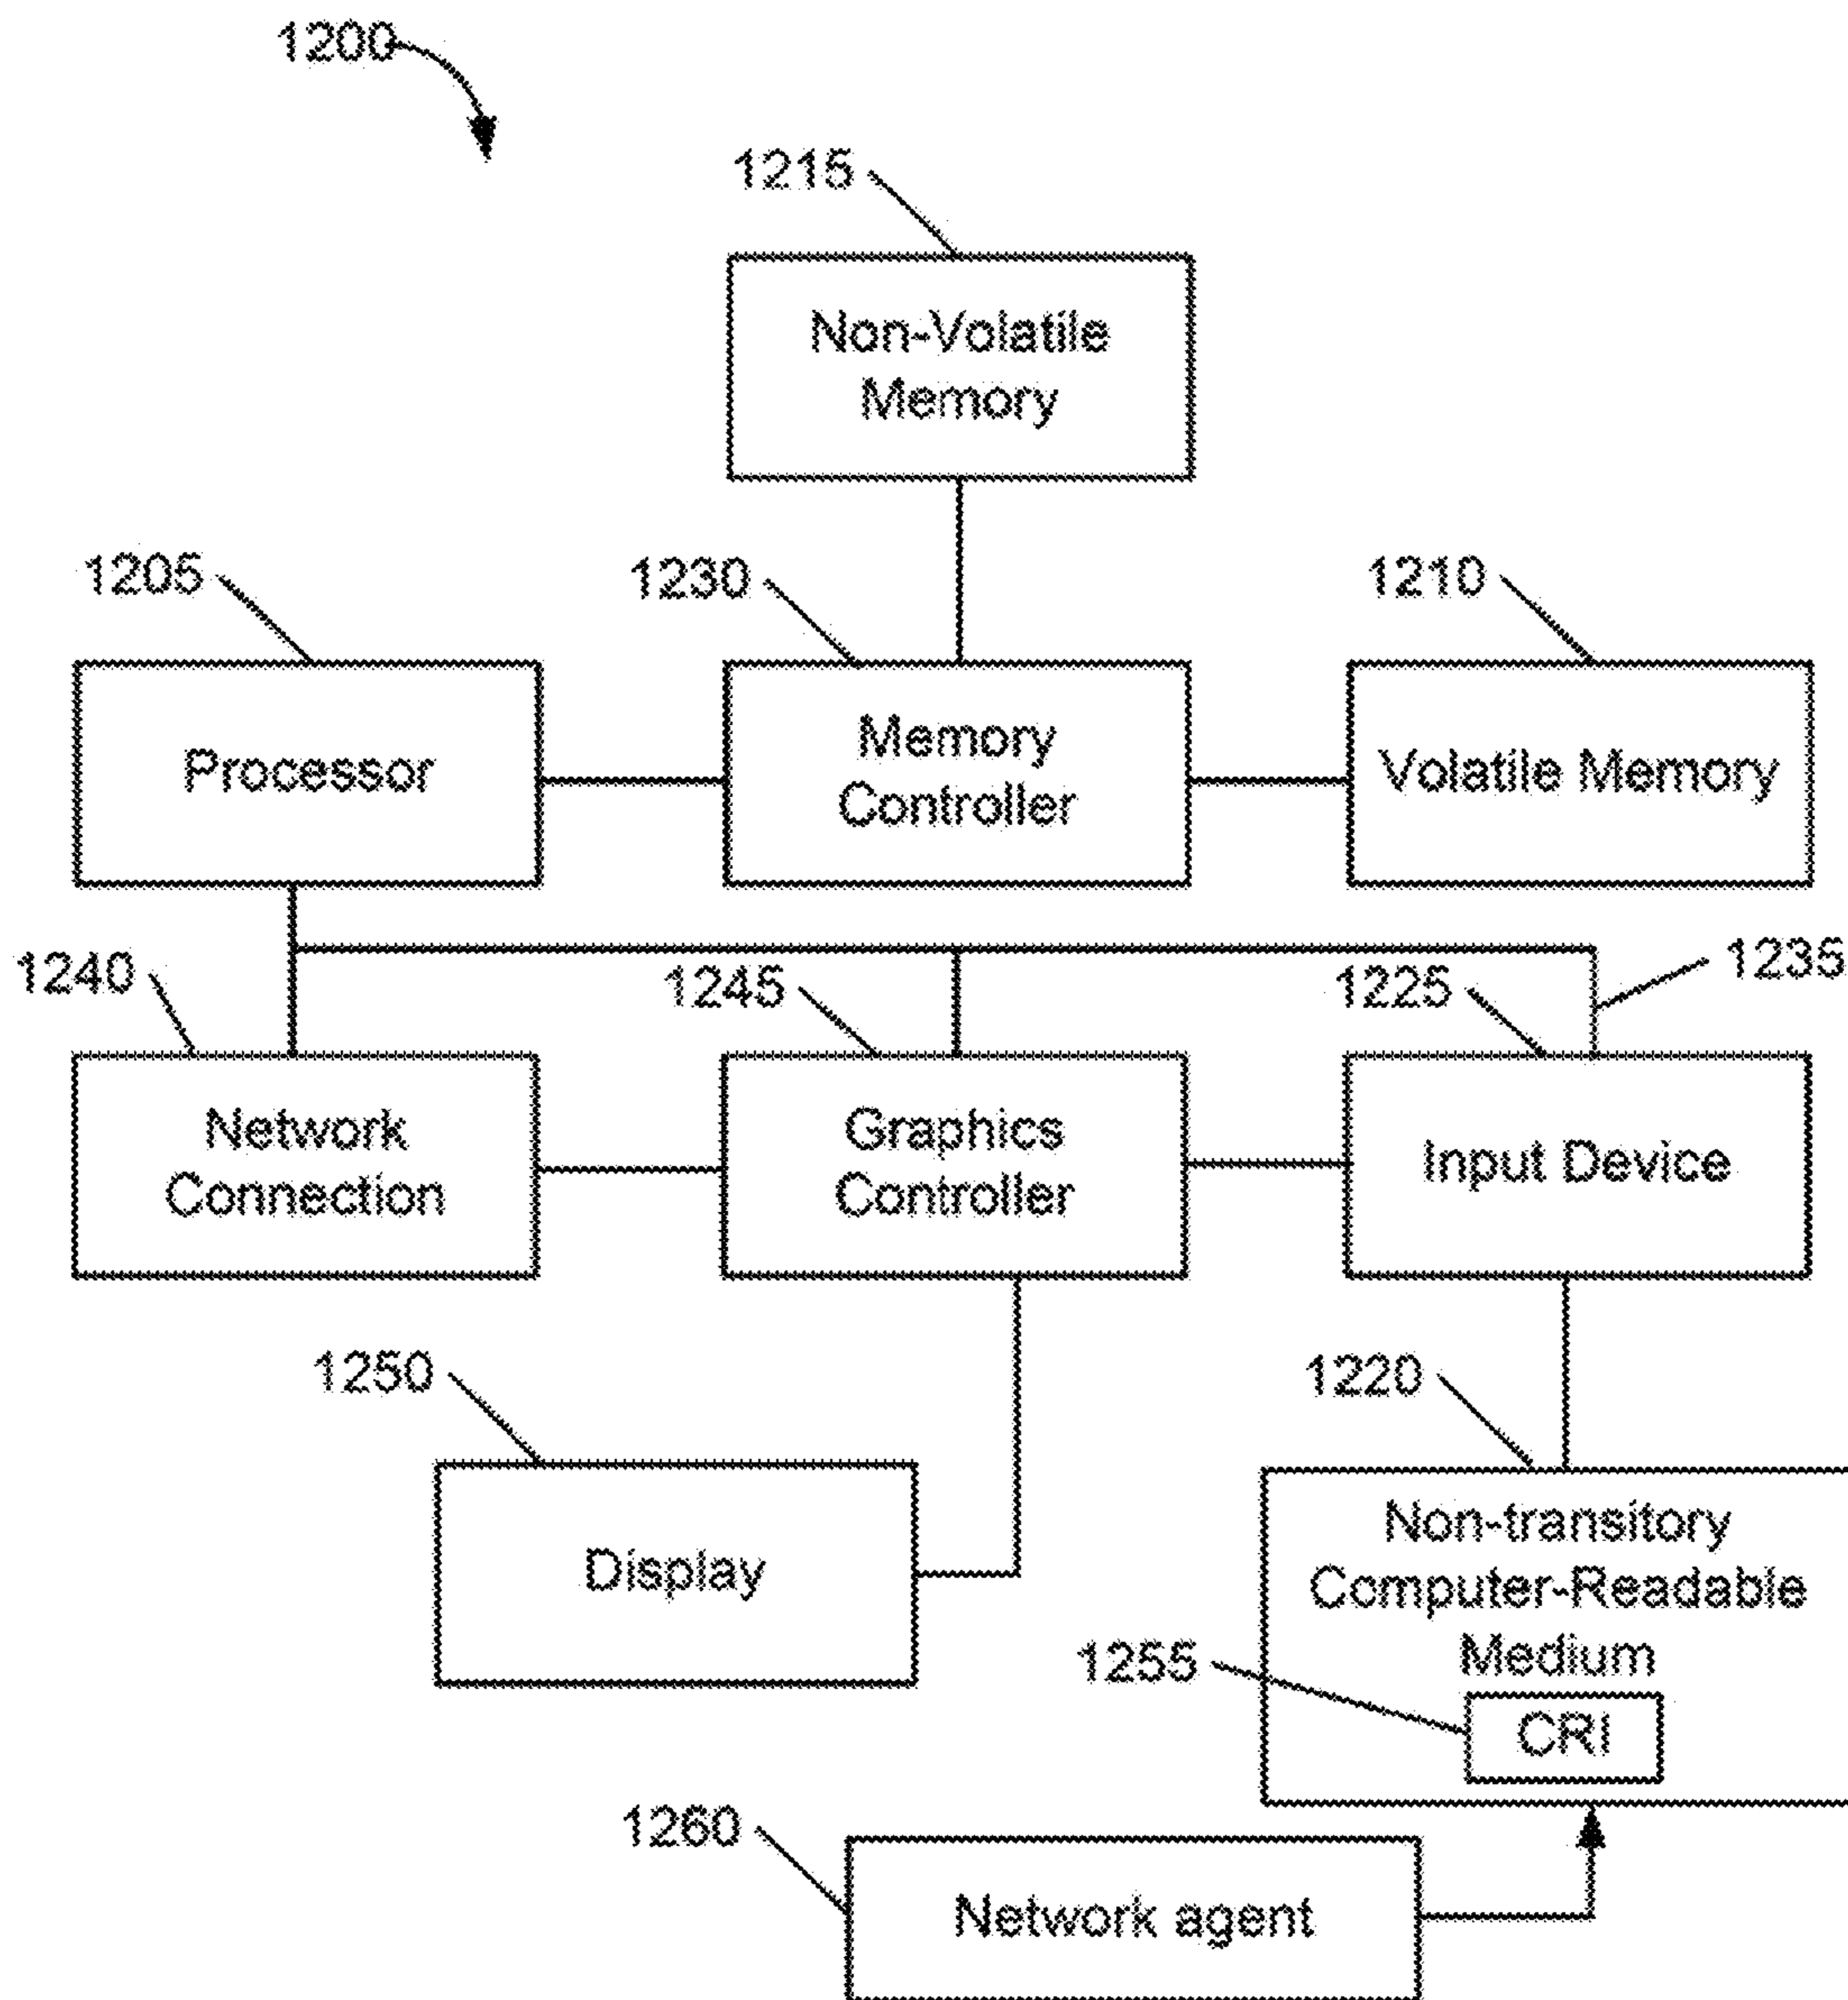 1200
1215
Non-Volatile
Memory
1205
1230
1210
Processor
Memory
Controller
Volatile Memory
1240
1245
1225
1235
Network
Connection
Graphics
Controller
Input Device
1250
1220
Display
Non-transitory
Computer-Readable
Medium
1255
CRI
1260
Network agent